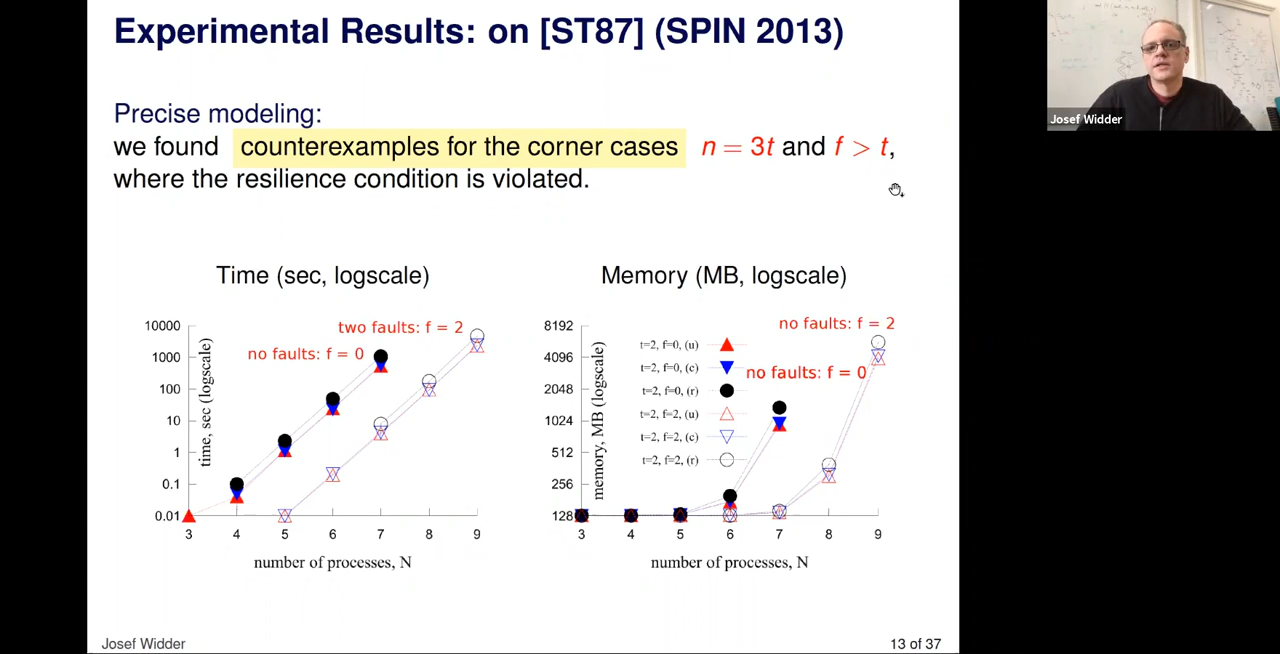 Experimental Results: on [ST87] (SPIN 2013)
Josef Widder
Precise modeling:
we found counterexamples for the corner cases n = 3t and f > t,
where the resilience condition is violated.
Time (sec, logscale)
two faults: f = 2
no faults: f = 0
10000
1000
100
10
1
0.1
0.01
time, sec (logscale)
3 4 5 6 7 8 9
number of processes, N
Memory (MB, logscale)
no faults: f = 2
no faults: f = 0
8192
4096
2048
1024
512
256
128
memory, MB (logscale)
t=2, f=0, (u)
t=2, f=0, (c)
t=2, f=0, (r)
t=2, f=2, (u)
t=2, f=2, (c)
t=2, f=2, (r)
3 4 5 6 7 8 9
number of processes, N
Josef Widder
13 of 37